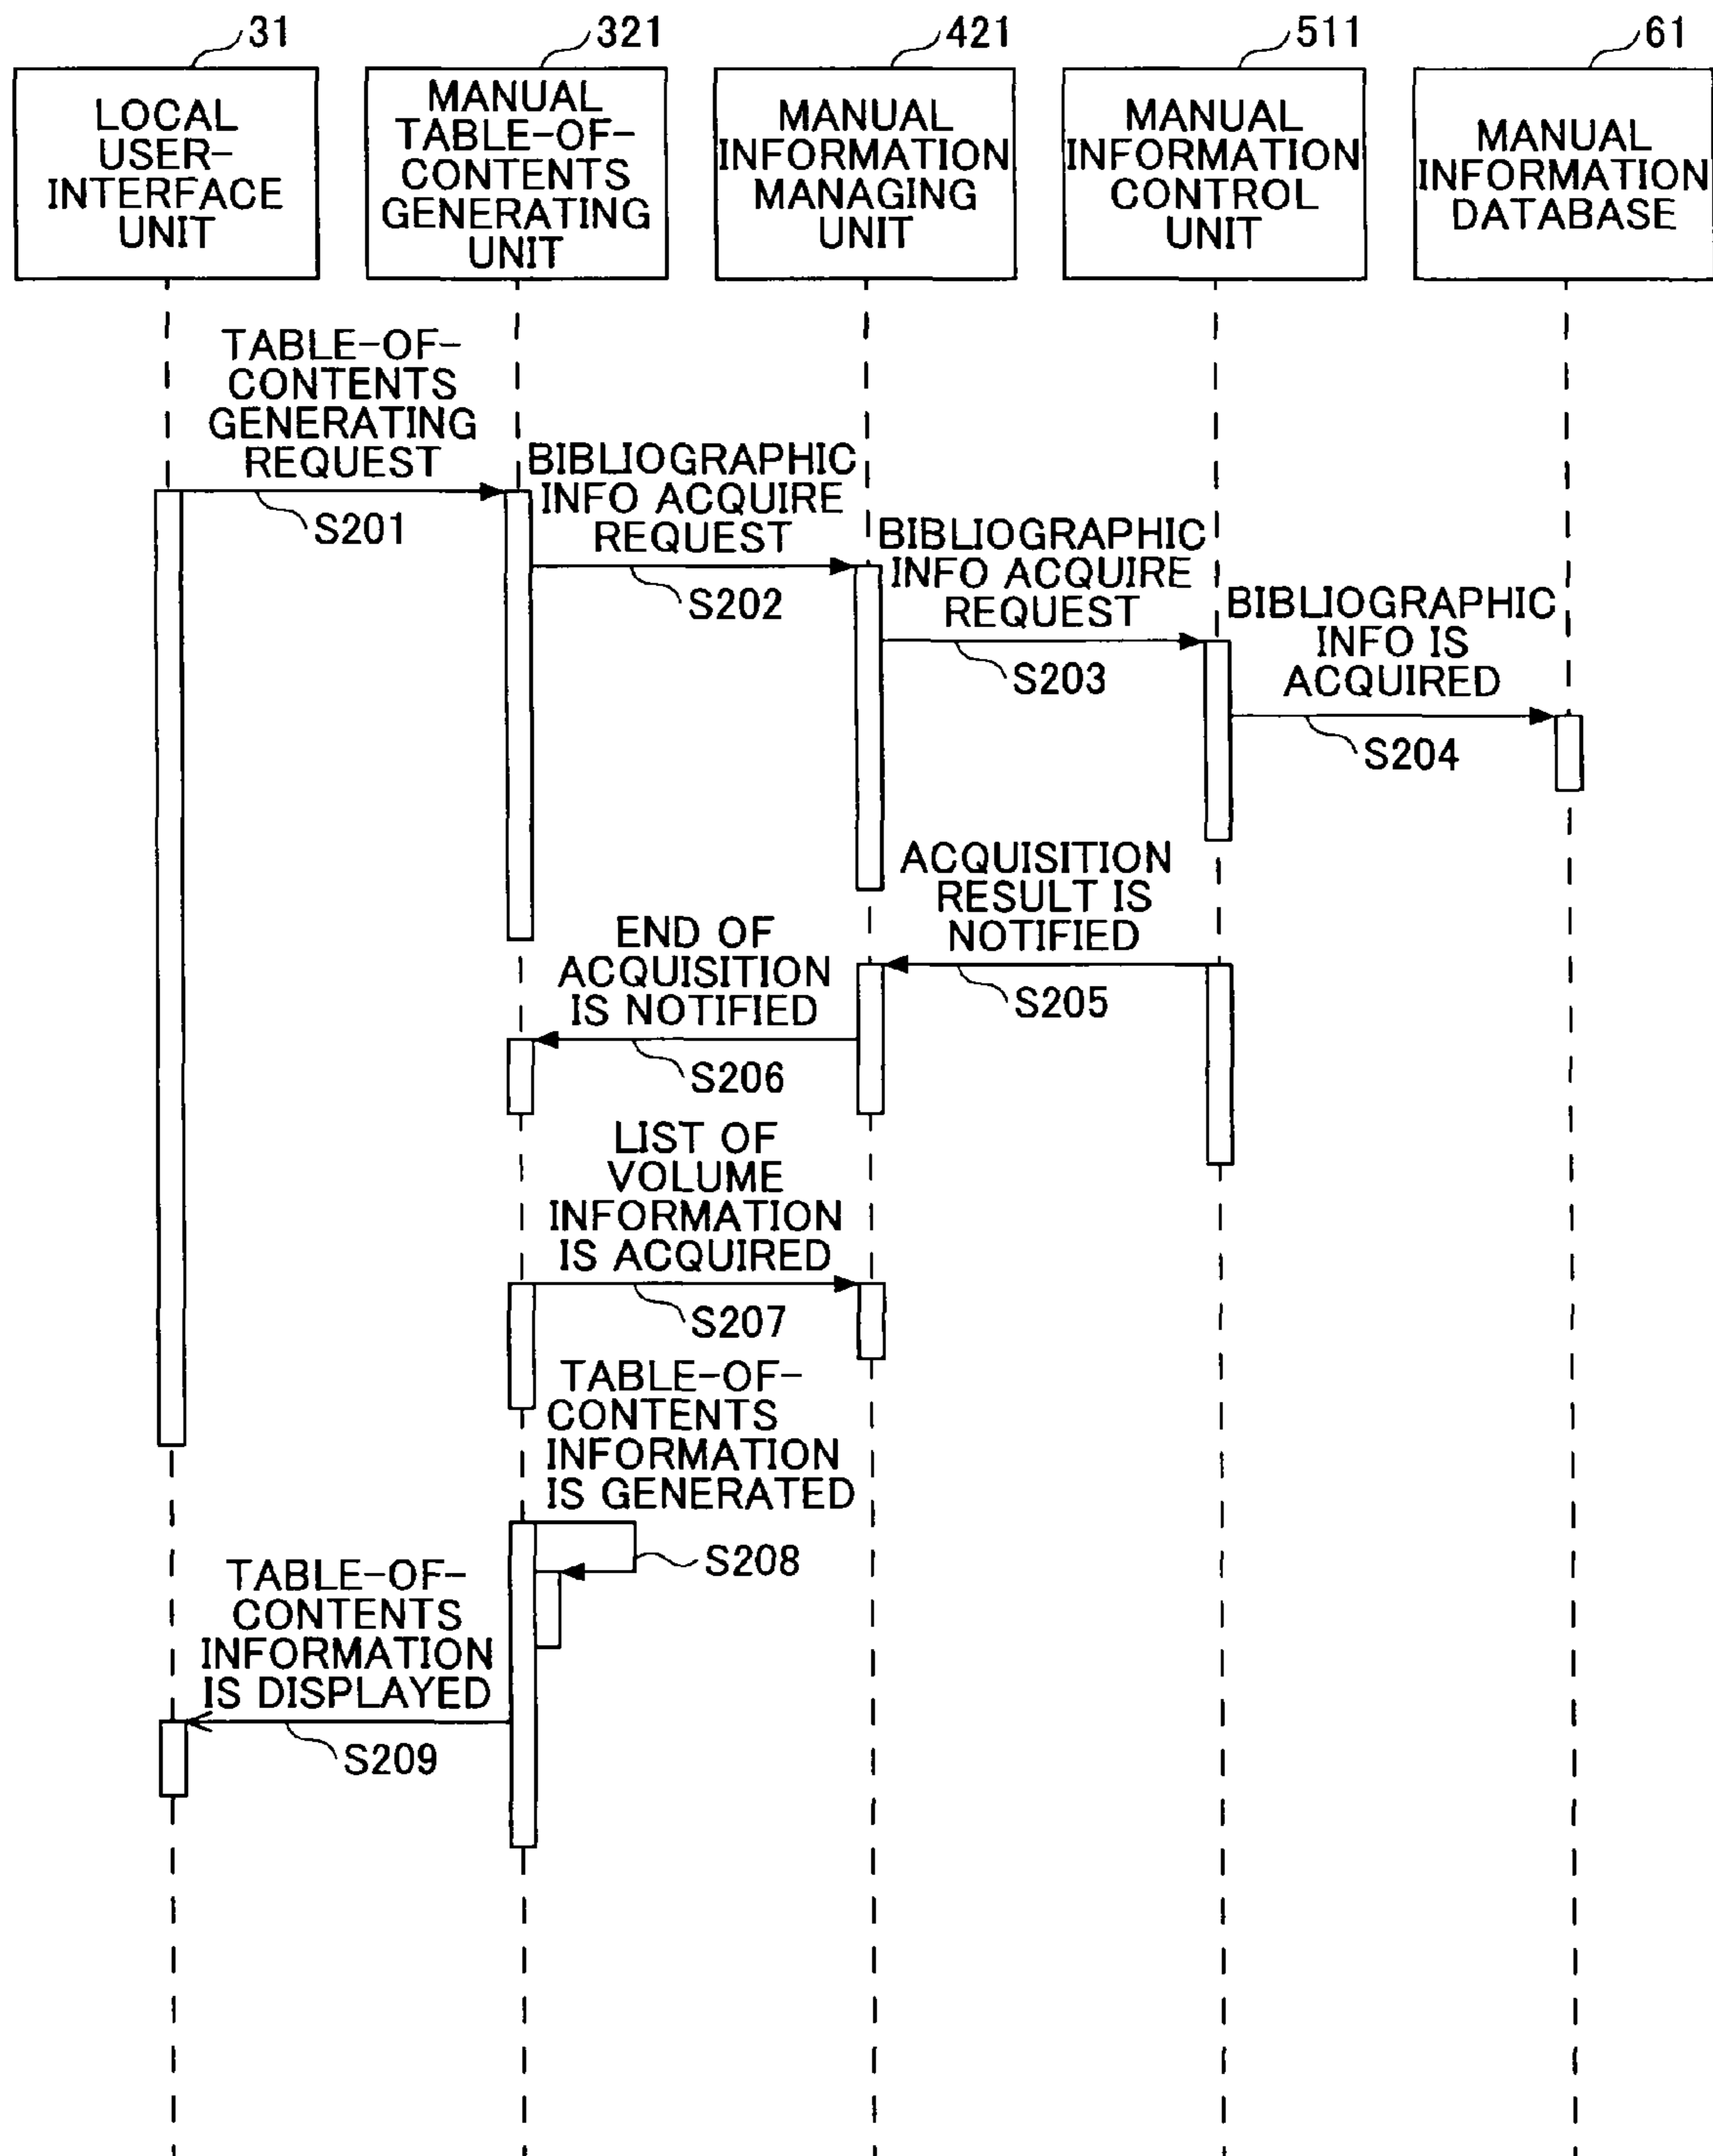 31
321
421
511
61
LOCAL
USER-
INTERFACE
UNIT
MANUAL
TABLE-OF-
CONTENTS
GENERATING
UNIT
MANUAL
INFORMATION
MANAGING
UNIT
MANUAL
INFORMATION
CONTROL
UNIT
MANUAL
INFORMATION
DATABASE
TABLE-OF-
CONTENTS
GENERATING
REQUEST
S201
BIBLIOGRAPHIC
INFO ACQUIRE
REQUEST
S202
BIBLIOGRAPHIC
INFO ACQUIRE
REQUEST
S203
BIBLIOGRAPHIC
INFO IS
ACQUIRED
S204
ACQUISITION
RESULT IS
NOTIFIED
S205
END OF
ACQUISITION
IS NOTIFIED
S206
LIST OF
VOLUME
INFORMATION
IS ACQUIRED
S207
TABLE-OF-
CONTENTS
INFORMATION
IS GENERATED
S208
TABLE-OF-
CONTENTS
INFORMATION
IS DISPLAYED
S209